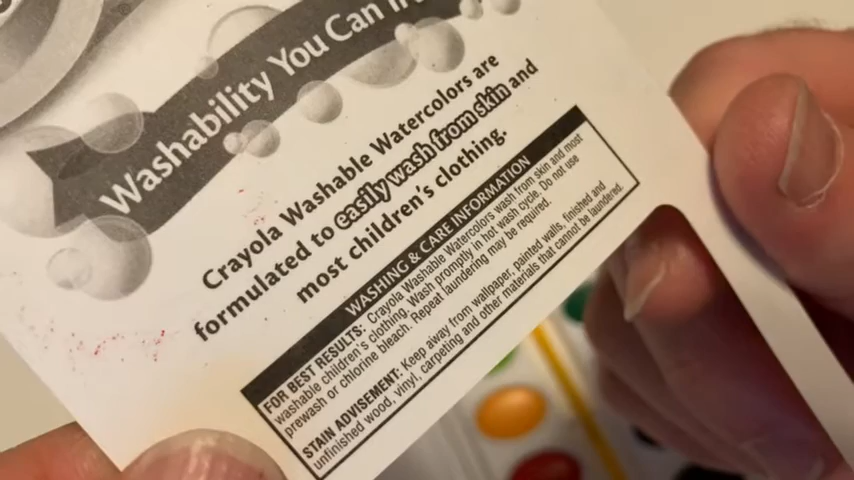 Washability You Can
Crayola Washable Watercolors are
formulated to easily wash from skin and
most children's clothing.
WASHING & CARE INFORMATION
FOR BEST RESULTS: Crayola Washable Watercolors wash from skin and most
washable children's clothing. Wash promptly in hot wash cycle. Do not use
prewash or chlorine bleach. Repeat laundering may be required.
STAIN ADVISEMENT: Keep away from wallpaper, painted walls, finished and
unfinished wood, vinyl, carpeting and other materials that cannot be laundered.